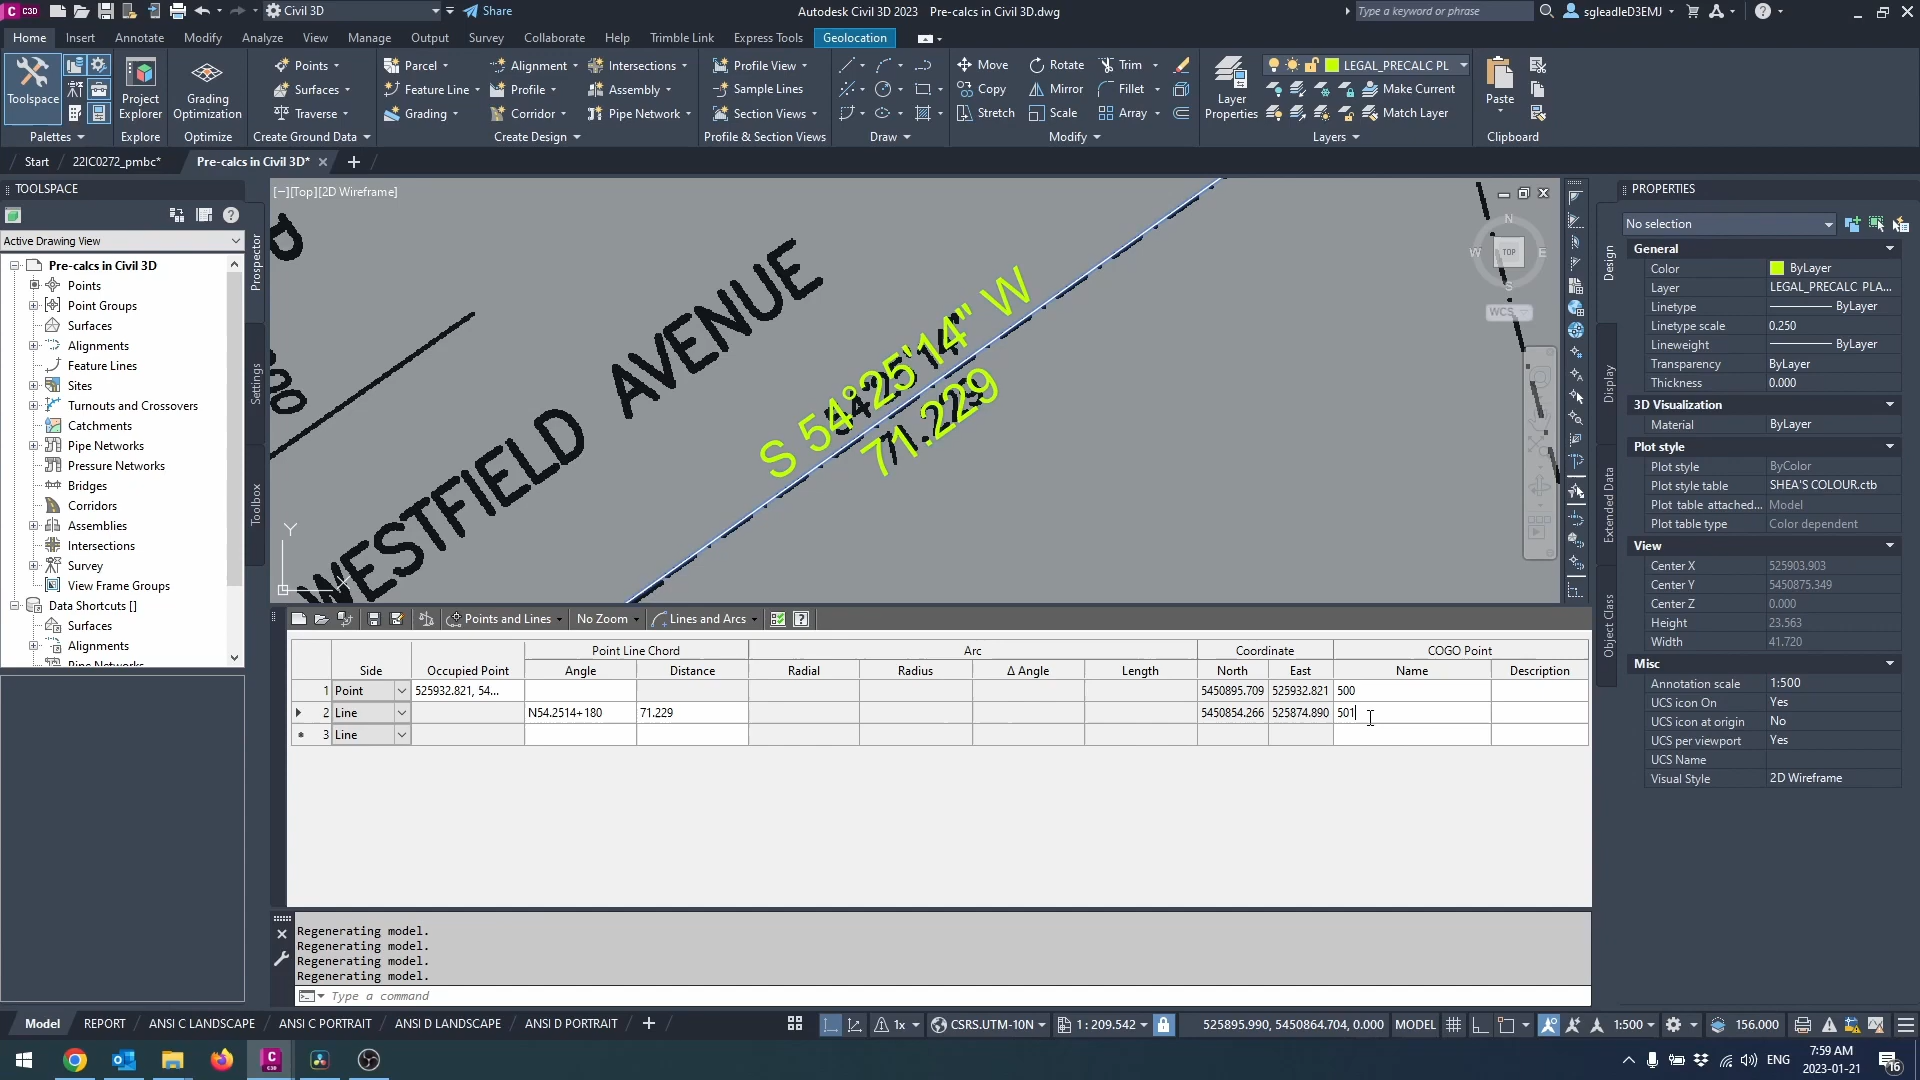 C3D Civil 3D Share Autodesk Civil 3D 2023 Pre-calcs in Civil 3D.dwg Type a keyword or phrase sgleadleD3EMJ
Home Insert Annotate Modify Analyze View Manage Output Survey Collaborate Help Trimble Link Express Tools Geolocation
Toolspace
Palettes
Project Explorer
Explore
Grading Optimization
Optimize
Points
Surfaces
Traverse
Create Ground Data
Parcel Alignment Intersections
Feature Line Profile Assembly
Grading Corridor Pipe Network
Create Design
Profile View
Sample Lines
Section Views
Profile & Section Views
Draw
Move Rotate Trim
Copy Mirror Fillet
Stretch Scale Array
Modify
Layer Properties
LEGAL_PRECALC PL
Make Current
Match Layer
Layers
Paste
Clipboard
Start 22IC0272_pmbc* Pre-calcs in Civil 3D*
TOOLSPACE
Active Drawing View
Pre-calcs in Civil 3D
Points
Point Groups
Surfaces
Alignments
Feature Lines
Sites
Turnouts and Crossovers
Catchments
Pipe Networks
Pressure Networks
Bridges
Corridors
Assemblies
Intersections
Survey
View Frame Groups
Data Shortcuts []
Surfaces
Alignments
Pipe Networks
Prospector
Settings
Toolbox
[−][Top][2D Wireframe]
WESTFIELD AVENUE
S 54°25'14" W
71.229
N
W TOP E
S
WCS
Y
X
Points and Lines No Zoom Lines and Arcs
Point Line Chord Arc Coordinate COGO Point
Side Occupied Point Angle Distance Radial Radius Δ Angle Length North East Name Description
1 Point 525932.821, 54... 5450895.709 525932.821 500
2 Line N54.2514+180 71.229 5450854.266 525874.890 501
3 Line
Regenerating model.
Regenerating model.
Regenerating model.
Regenerating model.
Type a command
PROPERTIES
No selection
General
Color ByLayer
Layer LEGAL_PRECALC PLA...
Linetype ByLayer
Linetype scale 0.250
Lineweight ByLayer
Transparency ByLayer
Thickness 0.000
3D Visualization
Material ByLayer
Plot style
Plot style ByColor
Plot style table SHEA'S COLOUR.ctb
Plot table attached... Model
Plot table type Color dependent
View
Center X 525903.903
Center Y 5450875.349
Center Z 0.000
Height 23.563
Width 41.720
Misc
Annotation scale 1:500
UCS icon On Yes
UCS icon at origin No
UCS per viewport Yes
UCS Name
Visual Style 2D Wireframe
Design
Display
Extended Data
Object Class
Model REPORT ANSI C LANDSCAPE ANSI C PORTRAIT ANSI D LANDSCAPE ANSI D PORTRAIT 1x CSRS.UTM-10N 1 : 209.542 525895.990, 5450864.704, 0.000 MODEL 1:500 156.000
ENG 7:59 AM
2023-01-21
16